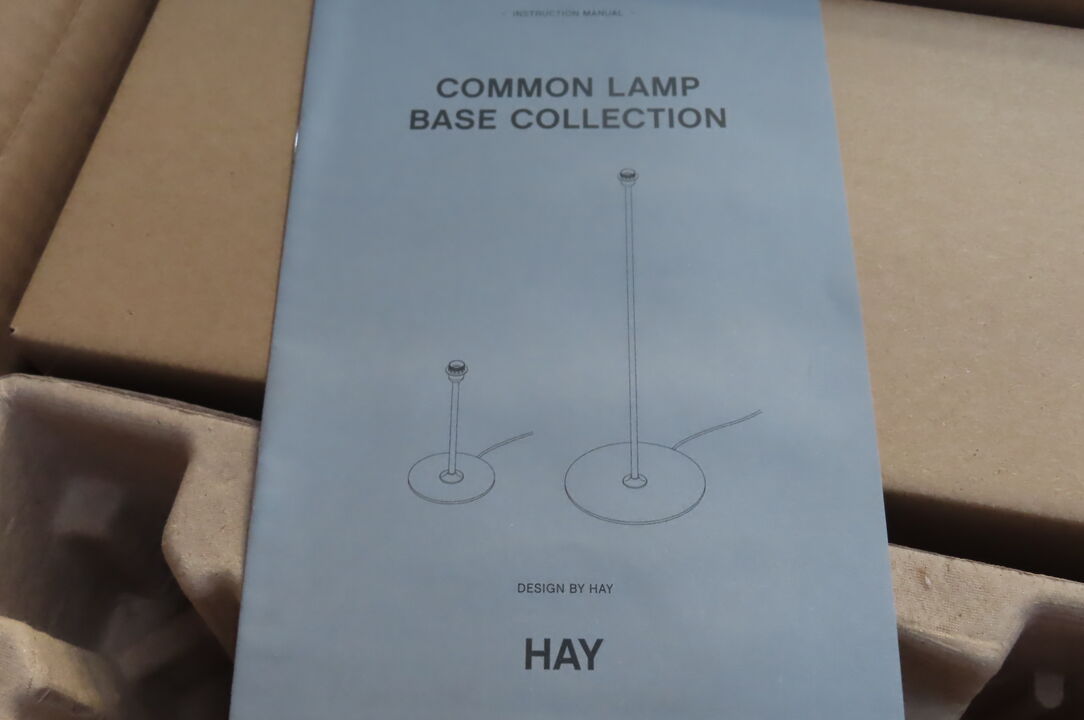 - INSTRUCTION MANUAL -
COMMON LAMP
BASE COLLECTION
DESIGN BY HAY
HAY